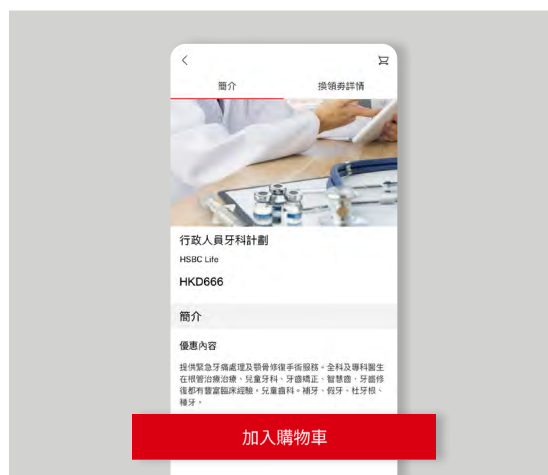 簡介
換領券詳情
行政人員牙科計劃
HSBC Life
HKD666
簡介
優惠內容
提供緊急牙痛處理及顎骨修復手術服務。全科及專科醫生
在根管治療治療、兒童牙科、牙齒矯正、智慧齒、牙齒修
復都有豐富臨床經驗。兒童齒科。補牙、假牙、杜牙根、
種牙。
加入購物車